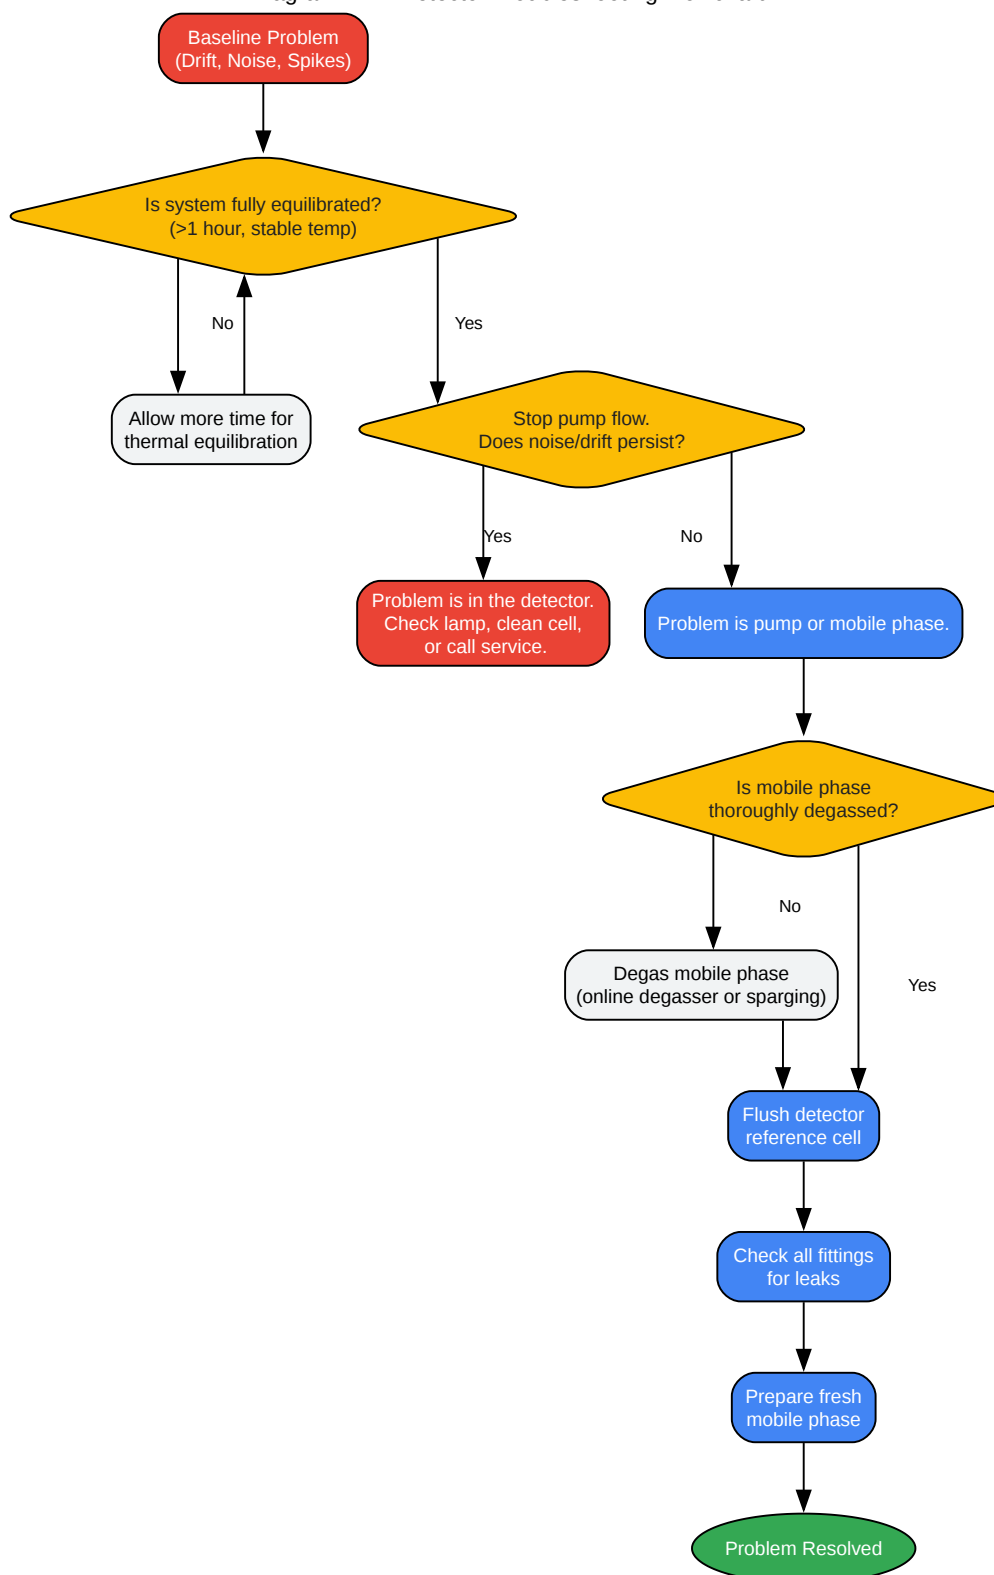 Baseline Problem
(Drift, Noise, Spikes)
Is system fully equilibrated?
(>1 hour, stable temp)
No
Yes
Allow more time for
thermal equilibration
Stop pump flow.
Does noise/drift persist?
Yes
No
Problem is in the detector.
Check lamp, clean cell,
or call service.
Problem is pump or mobile phase.
Is mobile phase
thoroughly degassed?
No
Degas mobile phase
(online degasser or sparging)
Yes
Flush detector
reference cell
Check all fittings
for leaks
Prepare fresh
mobile phase
Problem Resolved